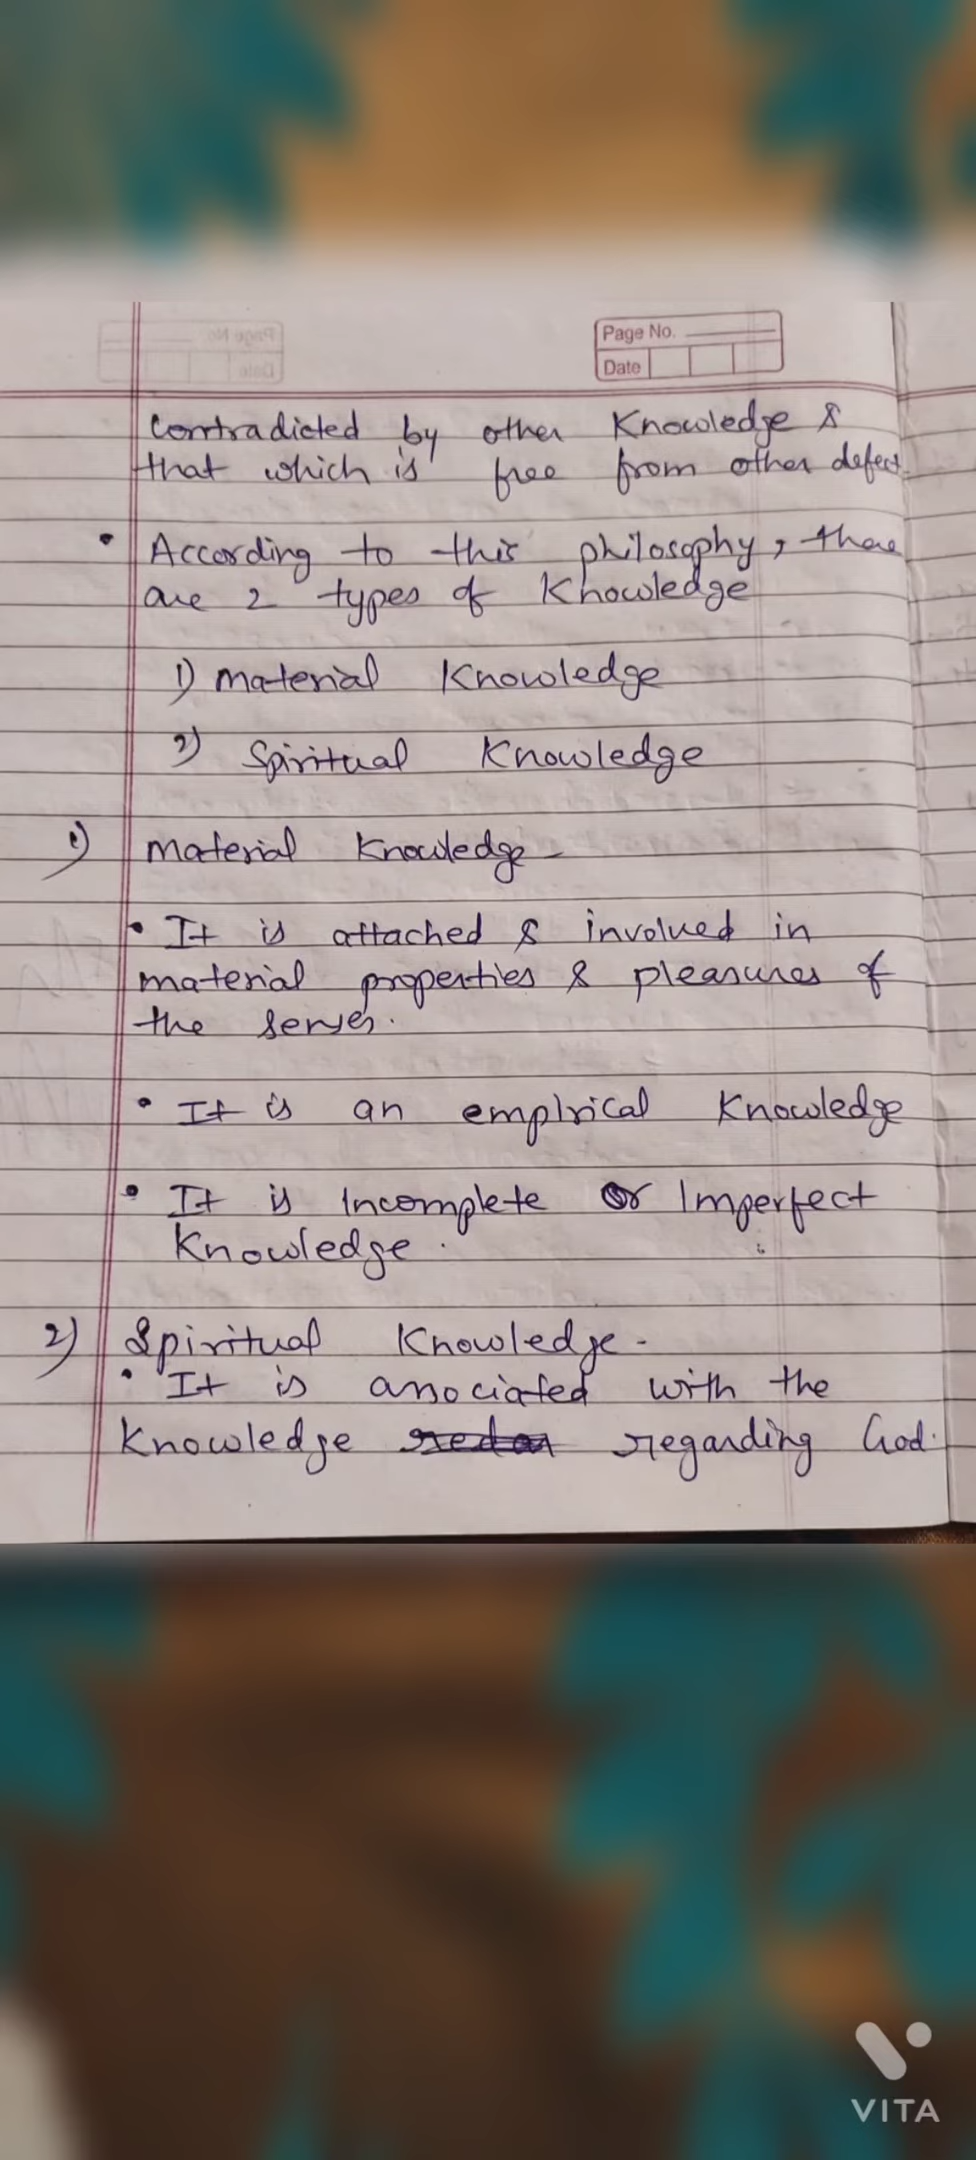 Page No.
Date
Contradicted by other Knowledge &
that which is free from other defect.
• According to this philosophy, there
are 2 types of Knowledge
1) Material Knowledge
2) Spiritual Knowledge
1) Material Knowledge -
• It is attached & involved in
material properties & pleasures of
the senses.
• It is an empirical Knowledge
• It is Incomplete or Imperfect
Knowledge.
2) Spiritual Knowledge -
• It is associated with the
Knowledge regarding God.
VITA